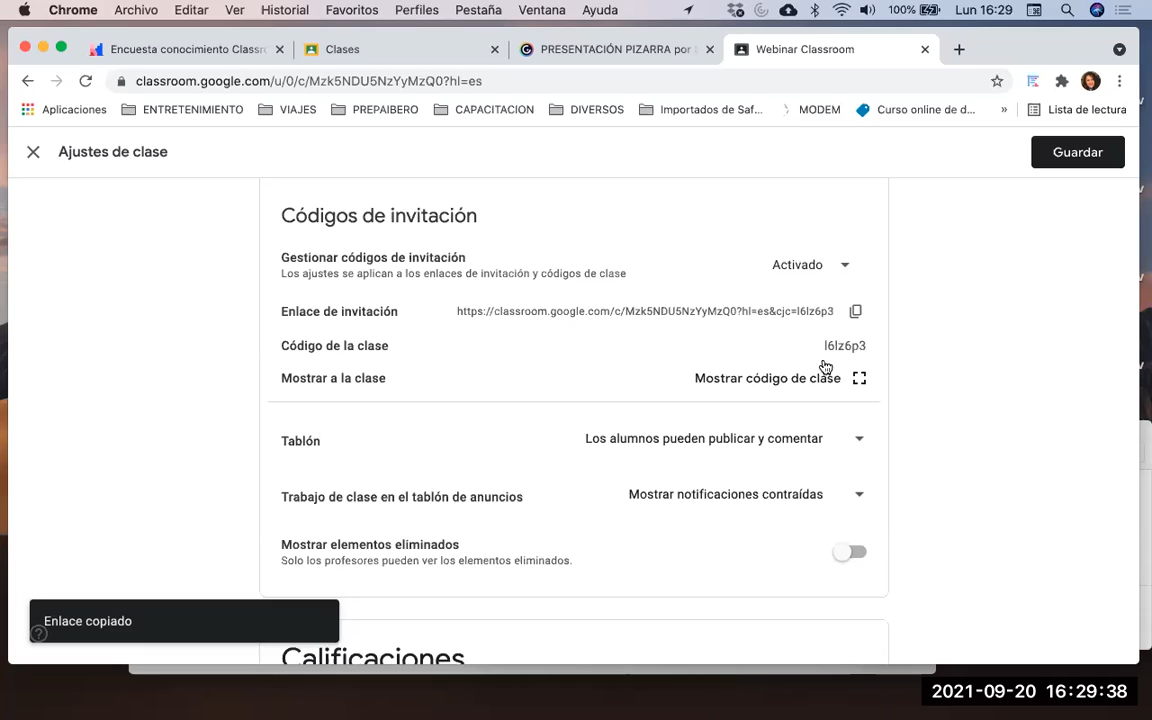 Chrome Archivo Editar Ver Historial Favoritos Perfiles Pestaña Ventana Ayuda 100% Lun 16:29
Encuesta conocimiento Classr Clases PRESENTACIÓN PIZARRA por Webinar Classroom
classroom.google.com/u/0/c/Mzk5NDU5NzYyMzQ0?hl=es
Aplicaciones ENTRETENIMIENTO VIAJES PREPAIBERO CAPACITACION DIVERSOS Importados de Saf... MODEM Curso online de d... » Lista de lectura
Ajustes de clase Guardar
Códigos de invitación
Gestionar códigos de invitación Activado
Los ajustes se aplican a los enlaces de invitación y códigos de clase
Enlace de invitación https://classroom.google.com/c/Mzk5NDU5NzYyMzQ0?hl=es&cjc=l6lz6p3
Código de la clase l6lz6p3
Mostrar a la clase Mostrar código de clase
Tablón Los alumnos pueden publicar y comentar
Trabajo de clase en el tablón de anuncios Mostrar notificaciones contraídas
Mostrar elementos eliminados
Solo los profesores pueden ver los elementos eliminados.
Enlace copiado
Calificaciones
2021-09-20 16:29:38